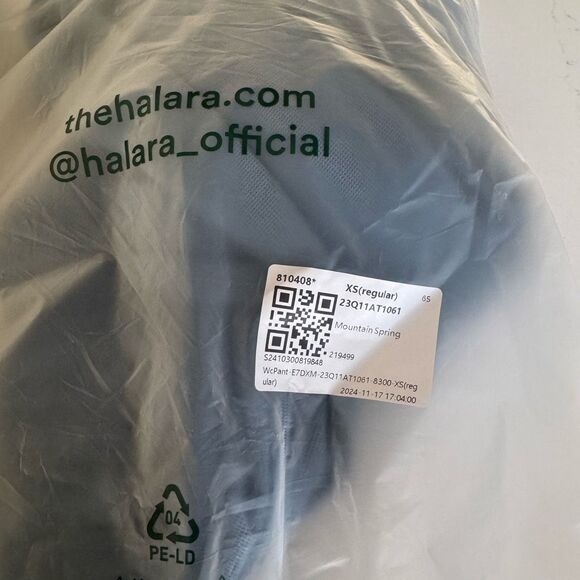 thehalara.com
@halara_official
810408*
XS(regular)
6S
23Q11AT1061
Mountain Spring
219499
S2410300819848
WcPant-E7DXM-23Q11AT1061-8300-XS(reg
ular)
2024-11-17 17:04:00
04
PE-LD